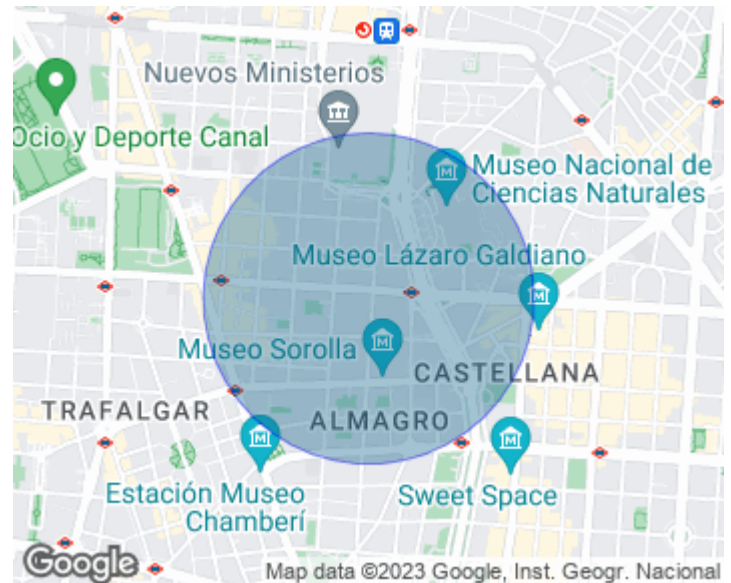 Nuevos Ministerios
Ocio y Deporte Canal
Museo Nacional de
Ciencias Naturales
Museo Lázaro Galdiano
Museo Sorolla
CASTELLANA
TRAFALGAR
ALMAGRO
Estación Museo
Chamberí
Sweet Space
Google
Map data ©2023 Google, Inst. Geogr. Nacional